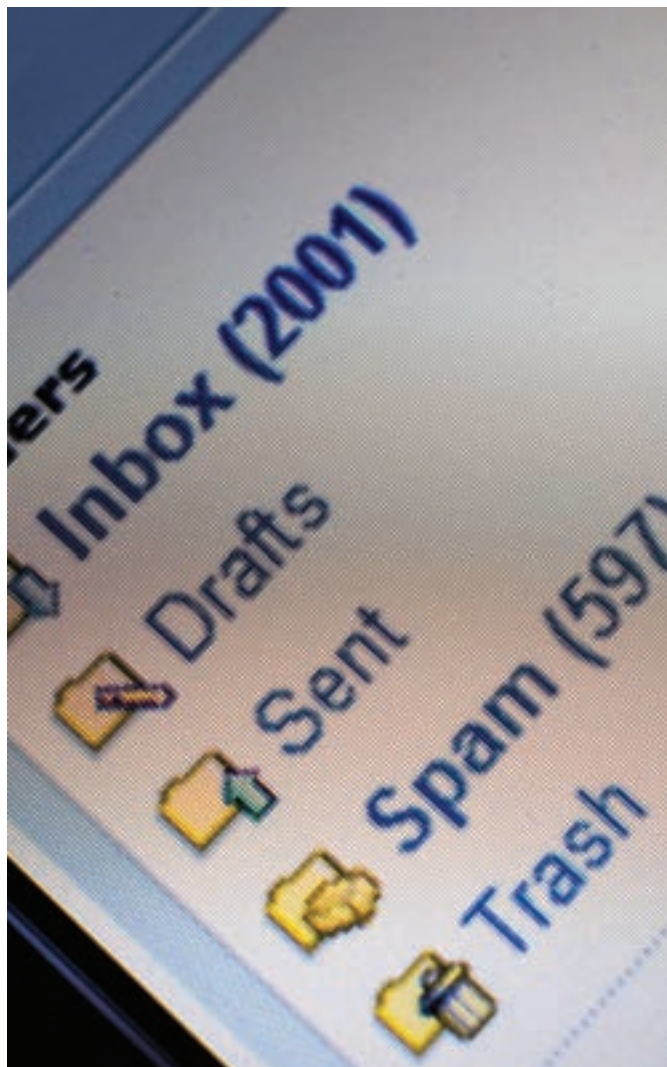 ers
Inbox (2001)
Drafts
Sent
Spam (597)
Trash